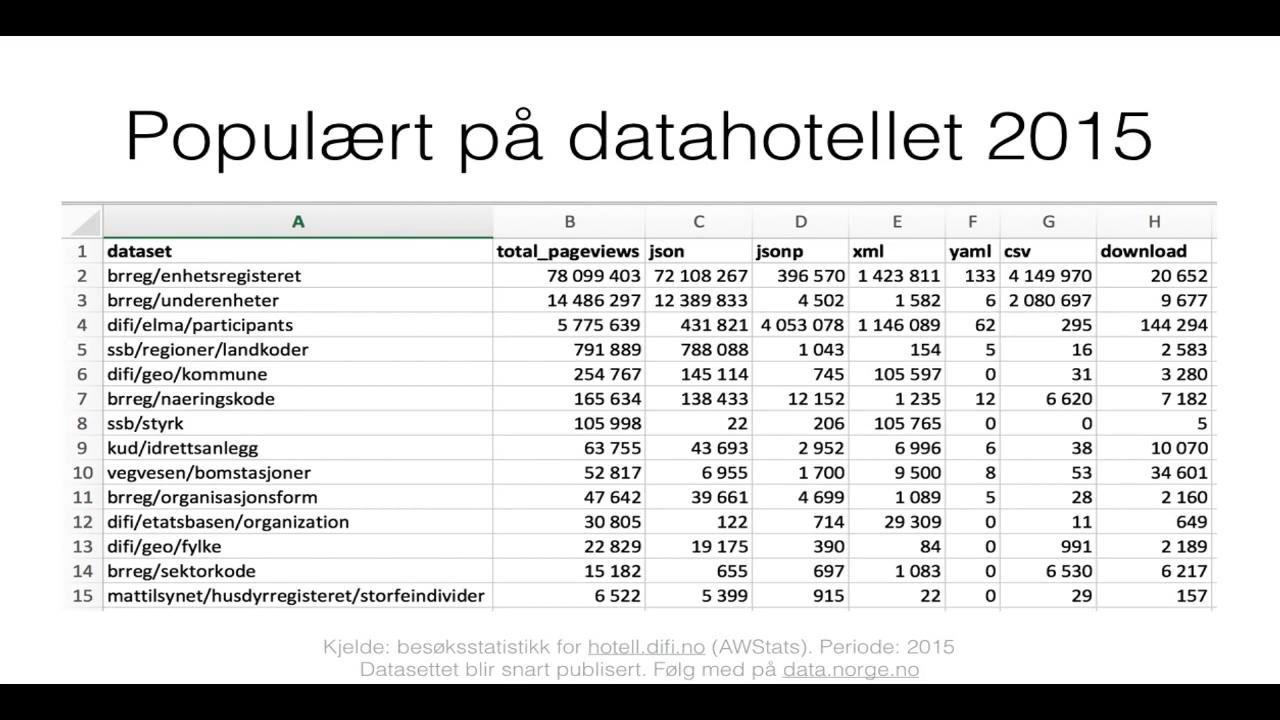 Populært på datahotellet 2015
A B C D E F G H
1 dataset total_pageviews json jsonp xml yaml csv download
2 brreg/enhetsregisteret 78 099 403 72 108 267 396 570 1 423 811 133 4 149 970 20 652
3 brreg/underenheter 14 486 297 12 389 833 4 502 1 582 6 2 080 697 9 677
4 difi/elma/participants 5 775 639 431 821 4 053 078 1 146 089 62 295 144 294
5 ssb/regioner/landkoder 791 889 788 088 1 043 154 5 16 2 583
6 difi/geo/kommune 254 767 145 114 745 105 597 0 31 3 280
7 brreg/naeringskode 165 634 138 433 12 152 1 235 12 6 620 7 182
8 ssb/styrk 105 998 22 206 105 765 0 0 5
9 kud/idrettsanlegg 63 755 43 693 2 952 6 996 6 38 10 070
10 vegvesen/bomstasjoner 52 817 6 955 1 700 9 500 8 53 34 601
11 brreg/organisasjonsform 47 642 39 661 4 699 1 089 5 28 2 160
12 difi/etatsbasen/organization 30 805 122 714 29 309 0 11 649
13 difi/geo/fylke 22 829 19 175 390 84 0 991 2 189
14 brreg/sektorkode 15 182 655 697 1 083 0 6 530 6 217
15 mattilsynet/husdyrregisteret/storfeindivider 6 522 5 399 915 22 0 29 157
Kjelde: besøksstatistikk for hotell.difi.no (AWStats). Periode: 2015
Datasettet blir snart publisert. Følg med på data.norge.no